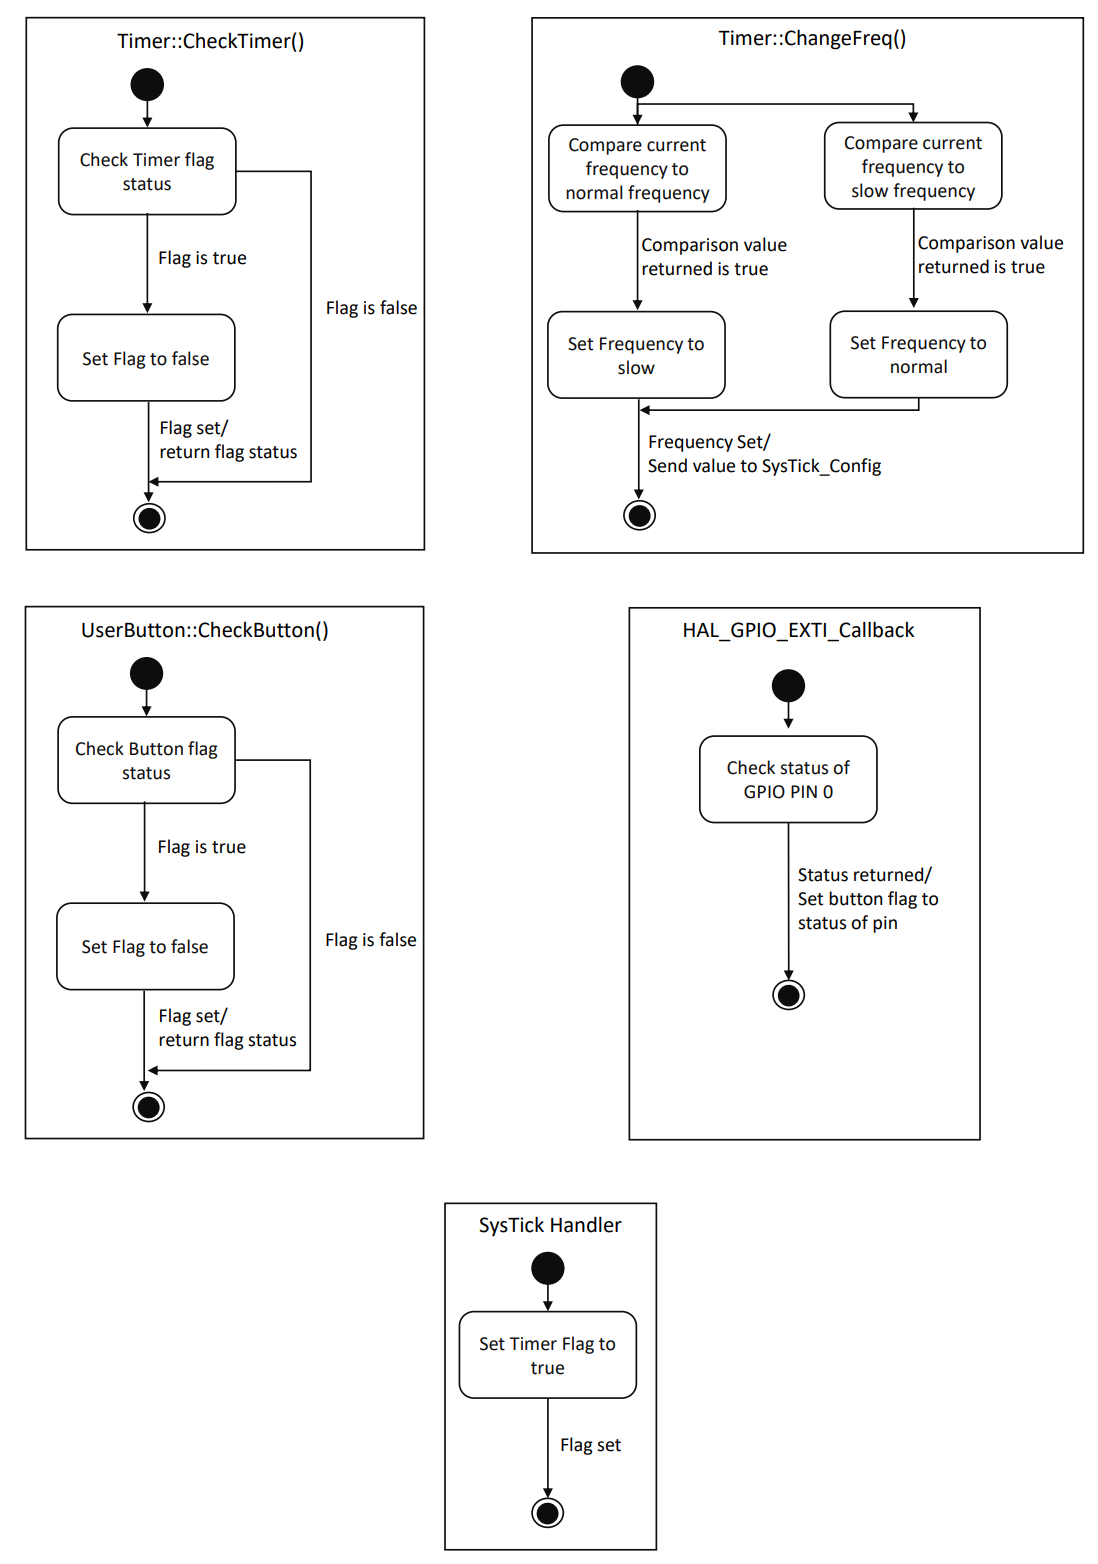 Timer::CheckTimer()
Check Timer flag
status
Flag is true
Flag is false
Set Flag to false
Flag set/
return flag status
Timer::ChangeFreq()
Compare current
frequency to
normal frequency
Compare current
frequency to
slow frequency
Comparison value
returned is true
Comparison value
returned is true
Set Frequency to
slow
Set Frequency to
normal
Frequency Set/
Send value to SysTick_Config
UserButton::CheckButton()
Check Button flag
status
Flag is true
Flag is false
Set Flag to false
Flag set/
return flag status
HAL_GPIO_EXTI_Callback
Check status of
GPIO PIN 0
Status returned/
Set button flag to
status of pin
SysTick Handler
Set Timer Flag to
true
Flag set